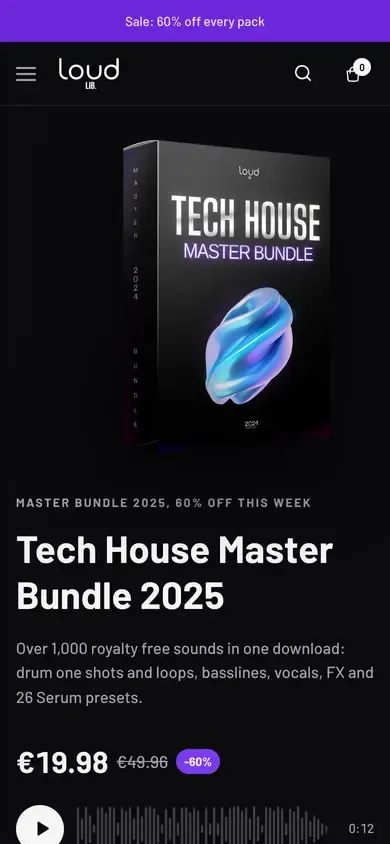 Sale: 60% off every pack
loud
LIB.
0
MASTER 2024 BUNDLE
loud
TECH HOUSE
MASTER BUNDLE
2024
MASTER BUNDLE 2025, 60% OFF THIS WEEK
Tech House Master
Bundle 2025
Over 1,000 royalty free sounds in one download:
drum one shots and loops, basslines, vocals, FX and
26 Serum presets.
€19.98 €49.96 -60%
0:12